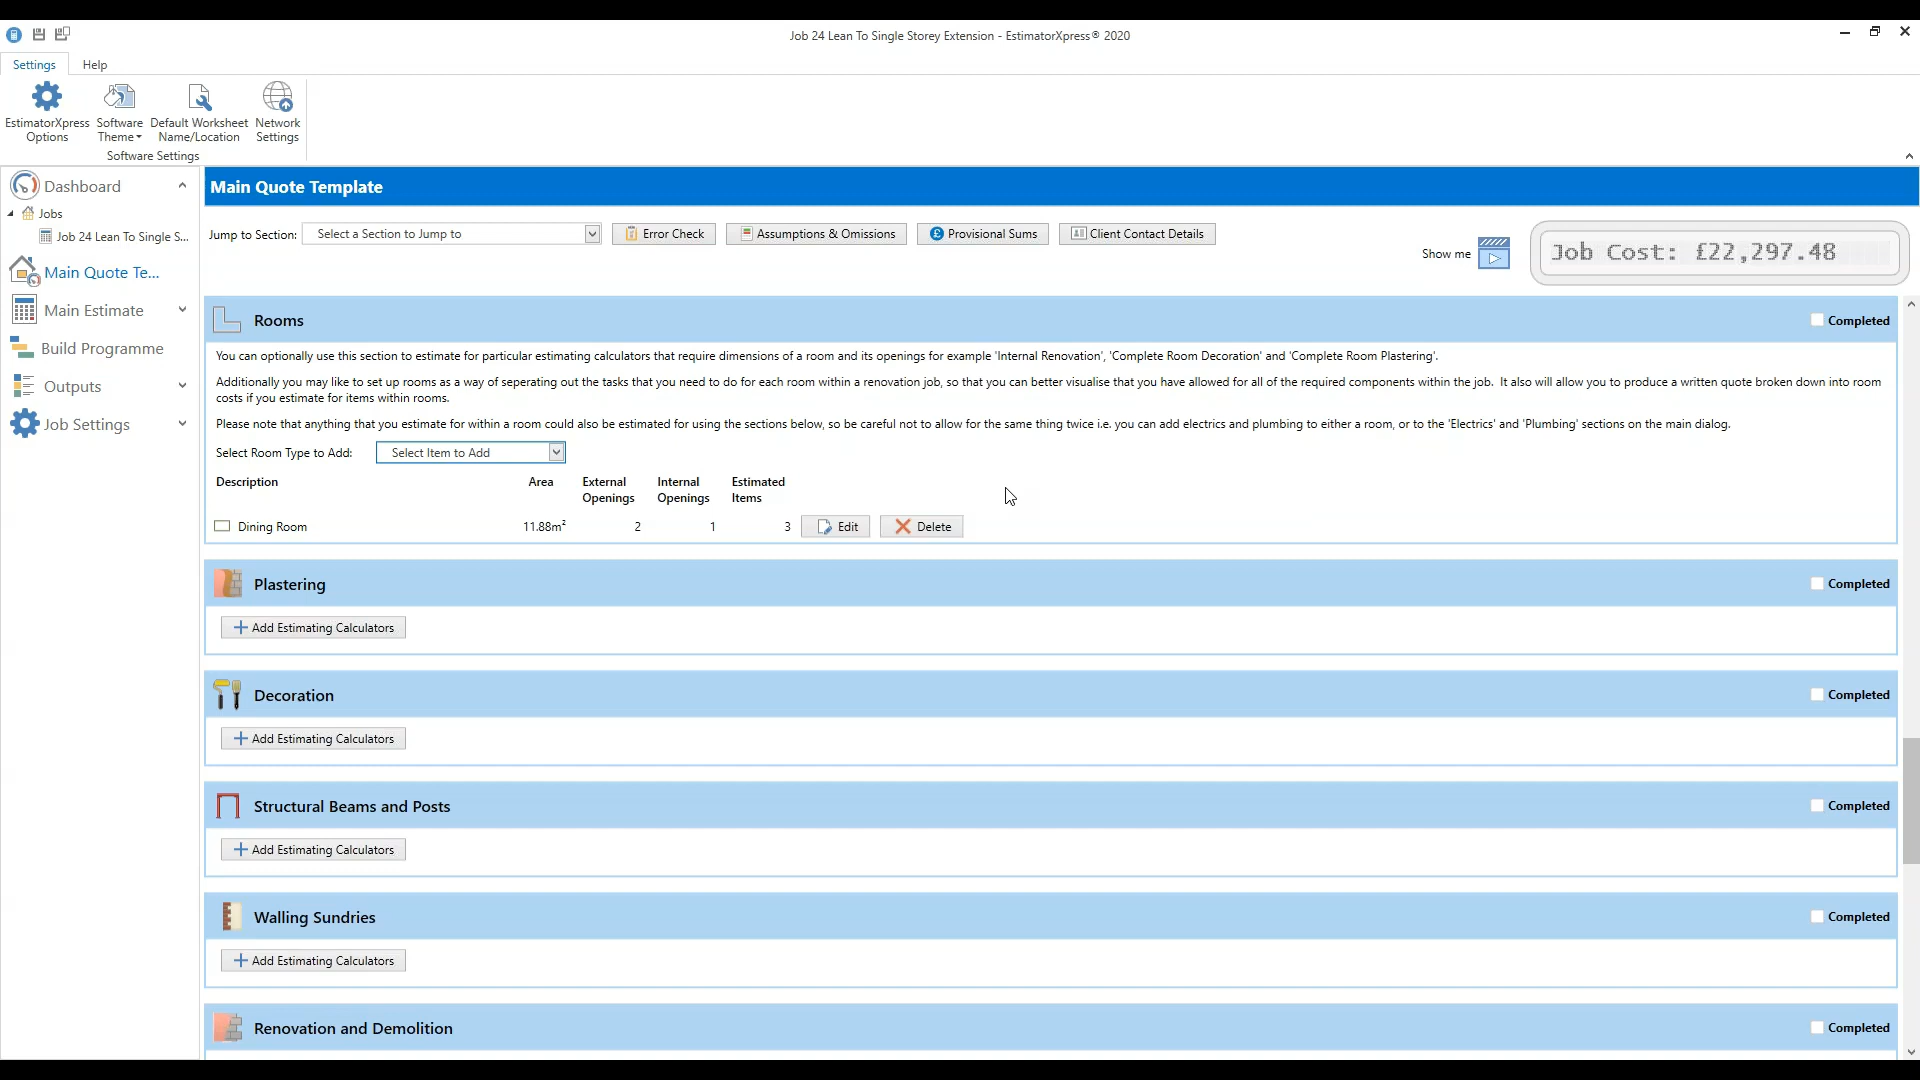 Job 24 Lean To Single Storey Extension - EstimatorXpress® 2020
Settings
Help
EstimatorXpress
Options
Software
Theme
Default Worksheet
Name/Location
Network
Settings
Software Settings
Dashboard
Jobs
Job 24 Lean To Single S...
Main Quote Te...
Main Estimate
Build Programme
Outputs
Job Settings
Main Quote Template
Jump to Section:
Select a Section to Jump to
Error Check
Assumptions & Omissions
Provisional Sums
Client Contact Details
Show me
Job Cost: £22,297.48
Rooms
Completed
You can optionally use this section to estimate for particular estimating calculators that require dimensions of a room and its openings for example 'Internal Renovation', 'Complete Room Decoration' and 'Complete Room Plastering'.
Additionally you may like to set up rooms as a way of seperating out the tasks that you need to do for each room within a renovation job, so that you can better visualise that you have allowed for all of the required components within the job. It also will allow you to produce a written quote broken down into room
costs if you estimate for items within rooms.
Please note that anything that you estimate for within a room could also be estimated for using the sections below, so be careful not to allow for the same thing twice i.e. you can add electrics and plumbing to either a room, or to the 'Electrics' and 'Plumbing' sections on the main dialog.
Select Room Type to Add:
Select Item to Add
Description
Area
External
Openings
Internal
Openings
Estimated
Items
Dining Room
11.88m²
2
1
3
Edit
Delete
Plastering
Completed
Add Estimating Calculators
Decoration
Completed
Add Estimating Calculators
Structural Beams and Posts
Completed
Add Estimating Calculators
Walling Sundries
Completed
Add Estimating Calculators
Renovation and Demolition
Completed